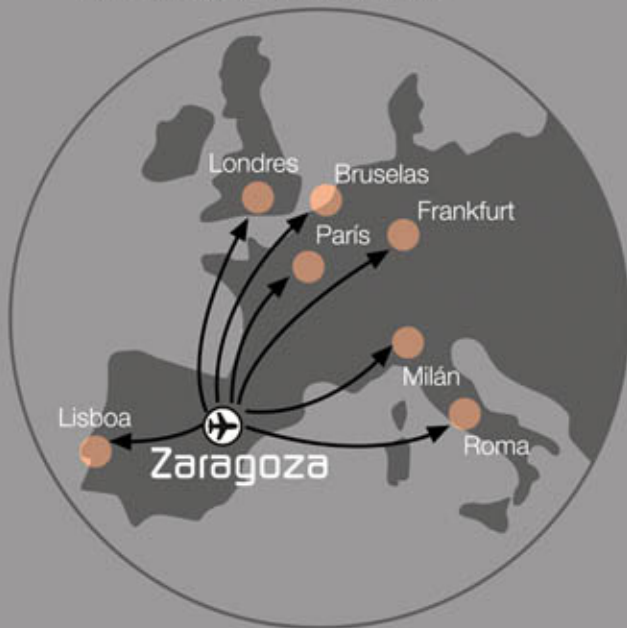 Londres
Bruselas
Frankfurt
París
Milán
Lisboa
Roma
Zaragoza